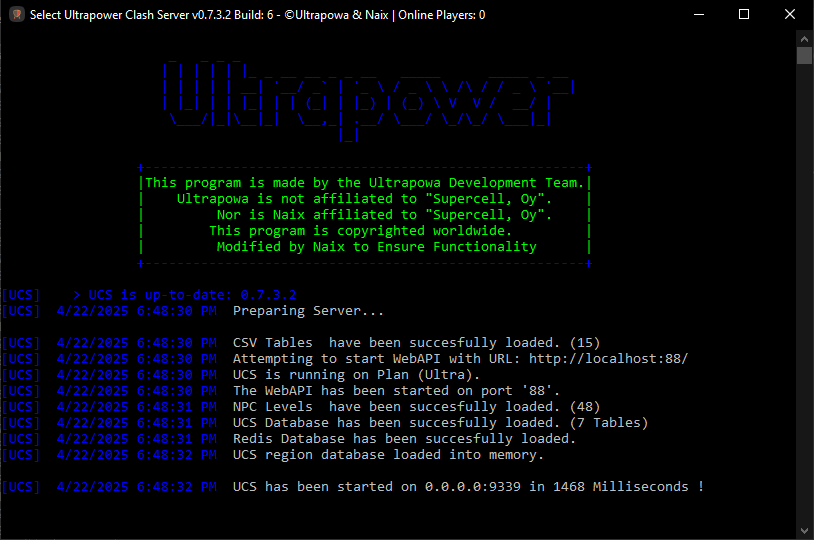 Select Ultrapower Clash Server v0.7.3.2 Build: 6 - ©Ultrapowa & Naix | Online Players: 0
Ultrapower
This program is made by the Ultrapowa Development Team.
Ultrapowa is not affiliated to "Supercell, Oy".
Nor is Naix affiliated to "Supercell, Oy".
This program is copyrighted worldwide.
Modified by Naix to Ensure Functionality
[UCS]    > UCS is up-to-date: 0.7.3.2
[UCS]  4/22/2025 6:48:30 PM  Preparing Server...
[UCS]  4/22/2025 6:48:30 PM  CSV Tables  have been succesfully loaded. (15)
[UCS]  4/22/2025 6:48:30 PM  Attempting to start WebAPI with URL: http://localhost:88/
[UCS]  4/22/2025 6:48:30 PM  UCS is running on Plan (Ultra).
[UCS]  4/22/2025 6:48:30 PM  The WebAPI has been started on port '88'.
[UCS]  4/22/2025 6:48:31 PM  NPC Levels  have been succesfully loaded. (48)
[UCS]  4/22/2025 6:48:31 PM  UCS Database has been succesfully loaded. (7 Tables)
[UCS]  4/22/2025 6:48:31 PM  Redis Database has been succesfully loaded.
[UCS]  4/22/2025 6:48:32 PM  UCS region database loaded into memory.
[UCS]  4/22/2025 6:48:32 PM  UCS has been started on 0.0.0.0:9339 in 1468 Milliseconds !